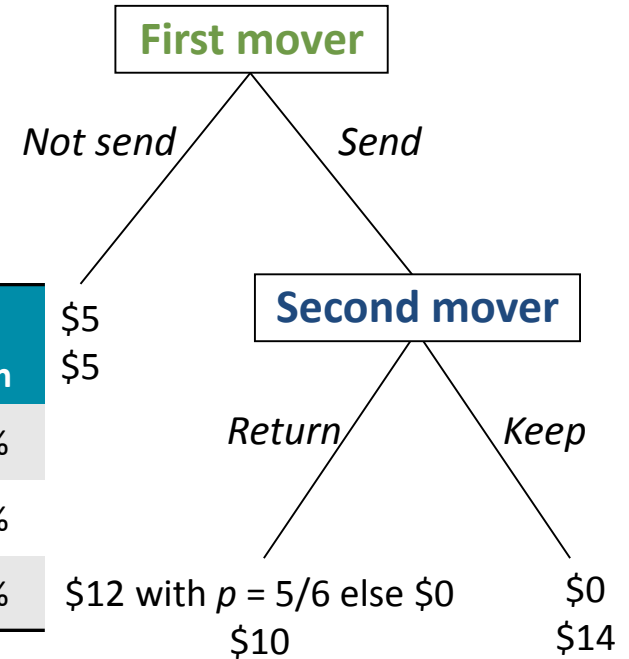 First mover
Not send
Send
$5
$5
Second mover
n
Return
Keep
%
%
% $12 with p = 5/6 else $0
$0
$10
$14